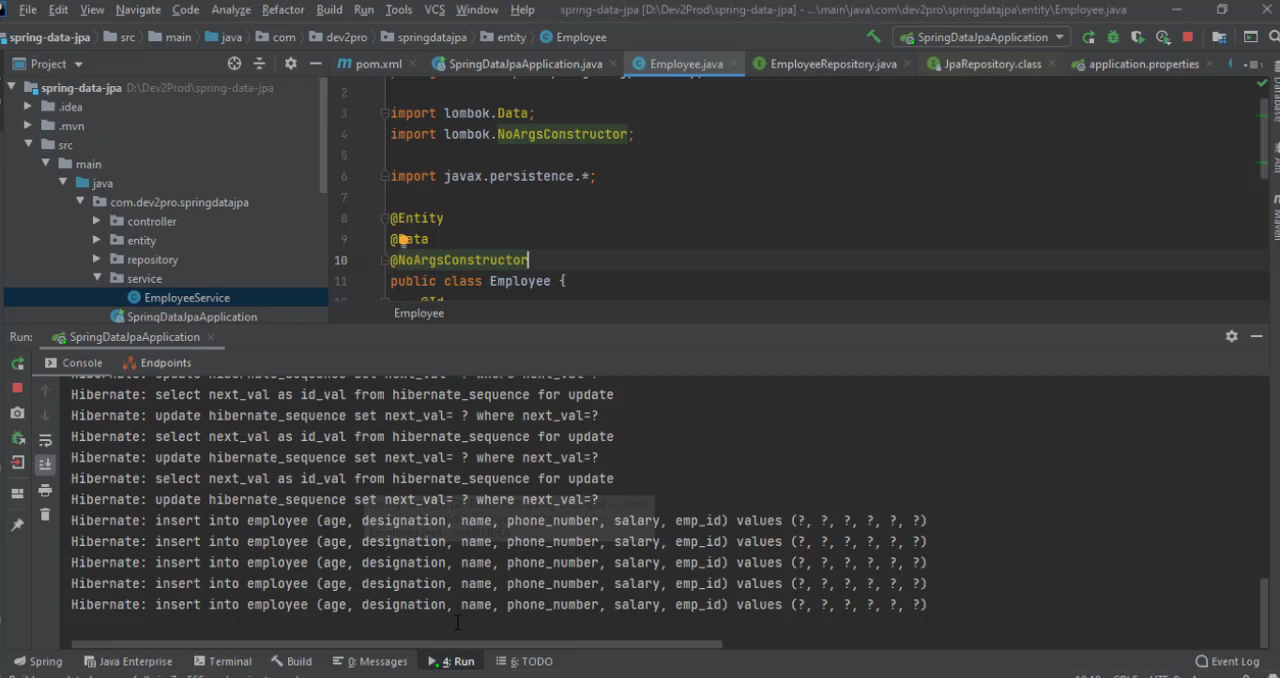 File Edit View Navigate Code Analyze Refactor Build Run Tools VCS Window Help spring-data-jpa [D:\Dev2Prod\spring-data-jpa] - ...\main\java\com\dev2pro\springdatajpa\entity\Employee.java
spring-data-jpa src main java com dev2pro springdatajpa entity Employee SpringDataJpaApplication
Project pom.xml SpringDataJpaApplication.java Employee.java EmployeeRepository.java JpaRepository.class application.properties
spring-data-jpa D:\Dev2Prod\spring-data-jpa
.idea
.mvn
src
main
java
com.dev2pro.springdatajpa
controller
entity
repository
service
EmployeeService
SpringDataJpaApplication
2
3 import lombok.Data;
4 import lombok.NoArgsConstructor;
5
6 import javax.persistence.*;
7
8 @Entity
9
10 @NoArgsConstructor
11 public class Employee {
@Id
Employee
Database
Ant
Maven
Run: SpringDataJpaApplication
Console Endpoints
Hibernate: update hibernate_sequence set next_val= ? where next_val=?
Hibernate: select next_val as id_val from hibernate_sequence for update
Hibernate: update hibernate_sequence set next_val= ? where next_val=?
Hibernate: select next_val as id_val from hibernate_sequence for update
Hibernate: update hibernate_sequence set next_val= ? where next_val=?
Hibernate: select next_val as id_val from hibernate_sequence for update
Hibernate: update hibernate_sequence set next_val= ? where next_val=?
Hibernate: insert into employee (age, designation, name, phone_number, salary, emp_id) values (?, ?, ?, ?, ?, ?)
Hibernate: insert into employee (age, designation, name, phone_number, salary, emp_id) values (?, ?, ?, ?, ?, ?)
Hibernate: insert into employee (age, designation, name, phone_number, salary, emp_id) values (?, ?, ?, ?, ?, ?)
Hibernate: insert into employee (age, designation, name, phone_number, salary, emp_id) values (?, ?, ?, ?, ?, ?)
Hibernate: insert into employee (age, designation, name, phone_number, salary, emp_id) values (?, ?, ?, ?, ?, ?)
Spring Java Enterprise Terminal Build 0: Messages 4: Run 6: TODO Event Log